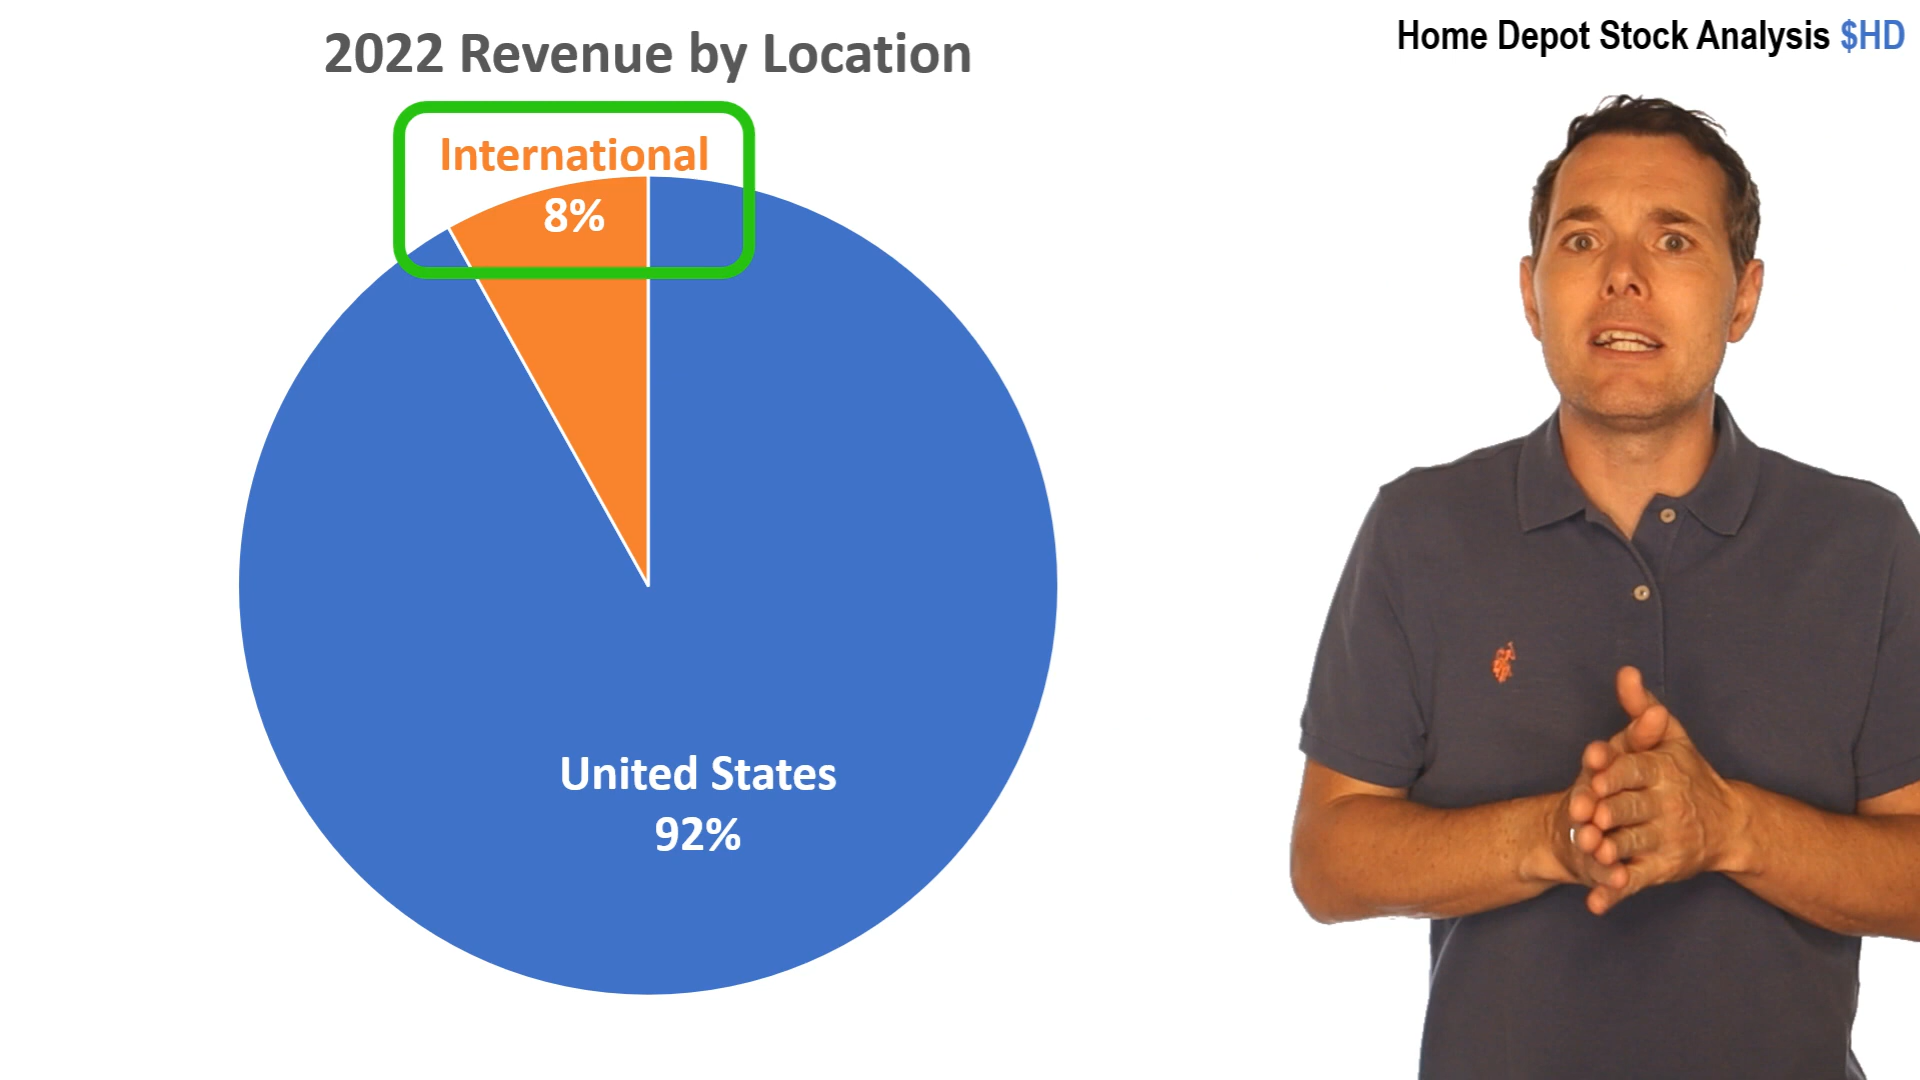 2022 Revenue by Location
Home Depot Stock Analysis $HD
International
8%
United States
92%